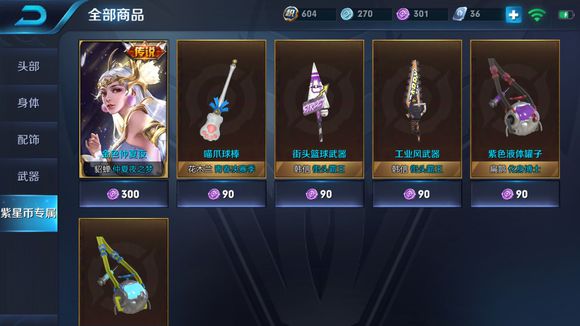 全部商品
604
270
301
36
头部
身体
配饰
武器
紫星币专属
传说
金色仲夏夜
貂蝉 仲夏夜之梦
300
喵爪球棒
花木兰 青春决赛季
90
街头篮球武器
韩信 街头霸王
90
工业风武器
韩信 街头霸王
90
紫色液体罐子
扁鹊 化身博士
90